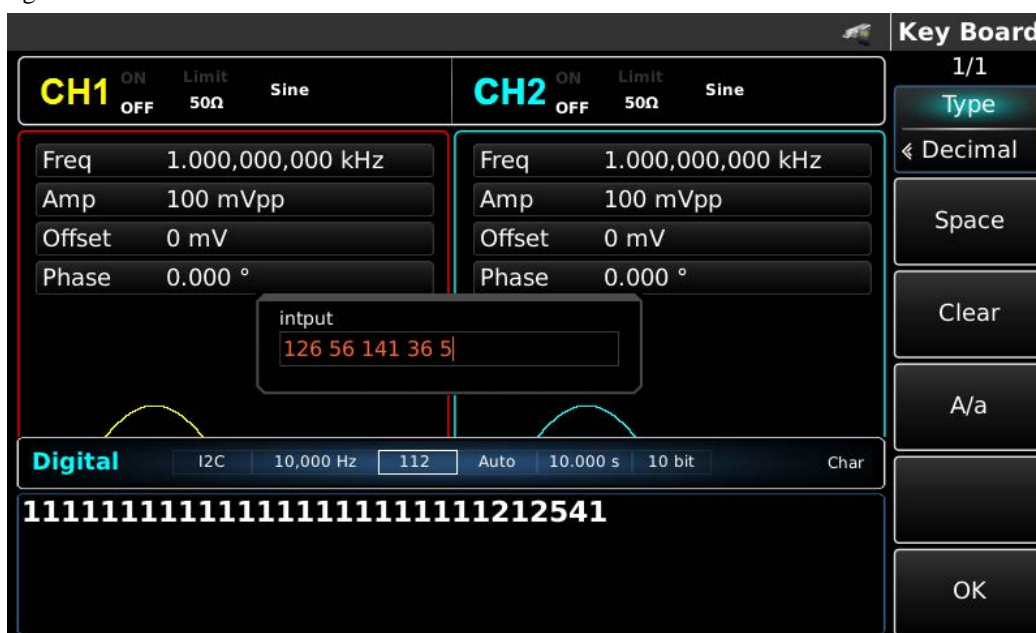 Key Board
1/1
CH1 ON OFF Limit 50Ω Sine
CH2 ON OFF Limit 50Ω Sine
Type
« Decimal
Freq 1.000,000,000 kHz
Freq 1.000,000,000 kHz
Amp 100 mVpp
Amp 100 mVpp
Space
Offset 0 mV
Offset 0 mV
Phase 0.000 °
Phase 0.000 °
intput
126 56 141 36 5
Clear
A/a
Digital I2C 10,000 Hz 112 Auto 10.000 s 10 bit Char
11111111111111111111111212541
OK